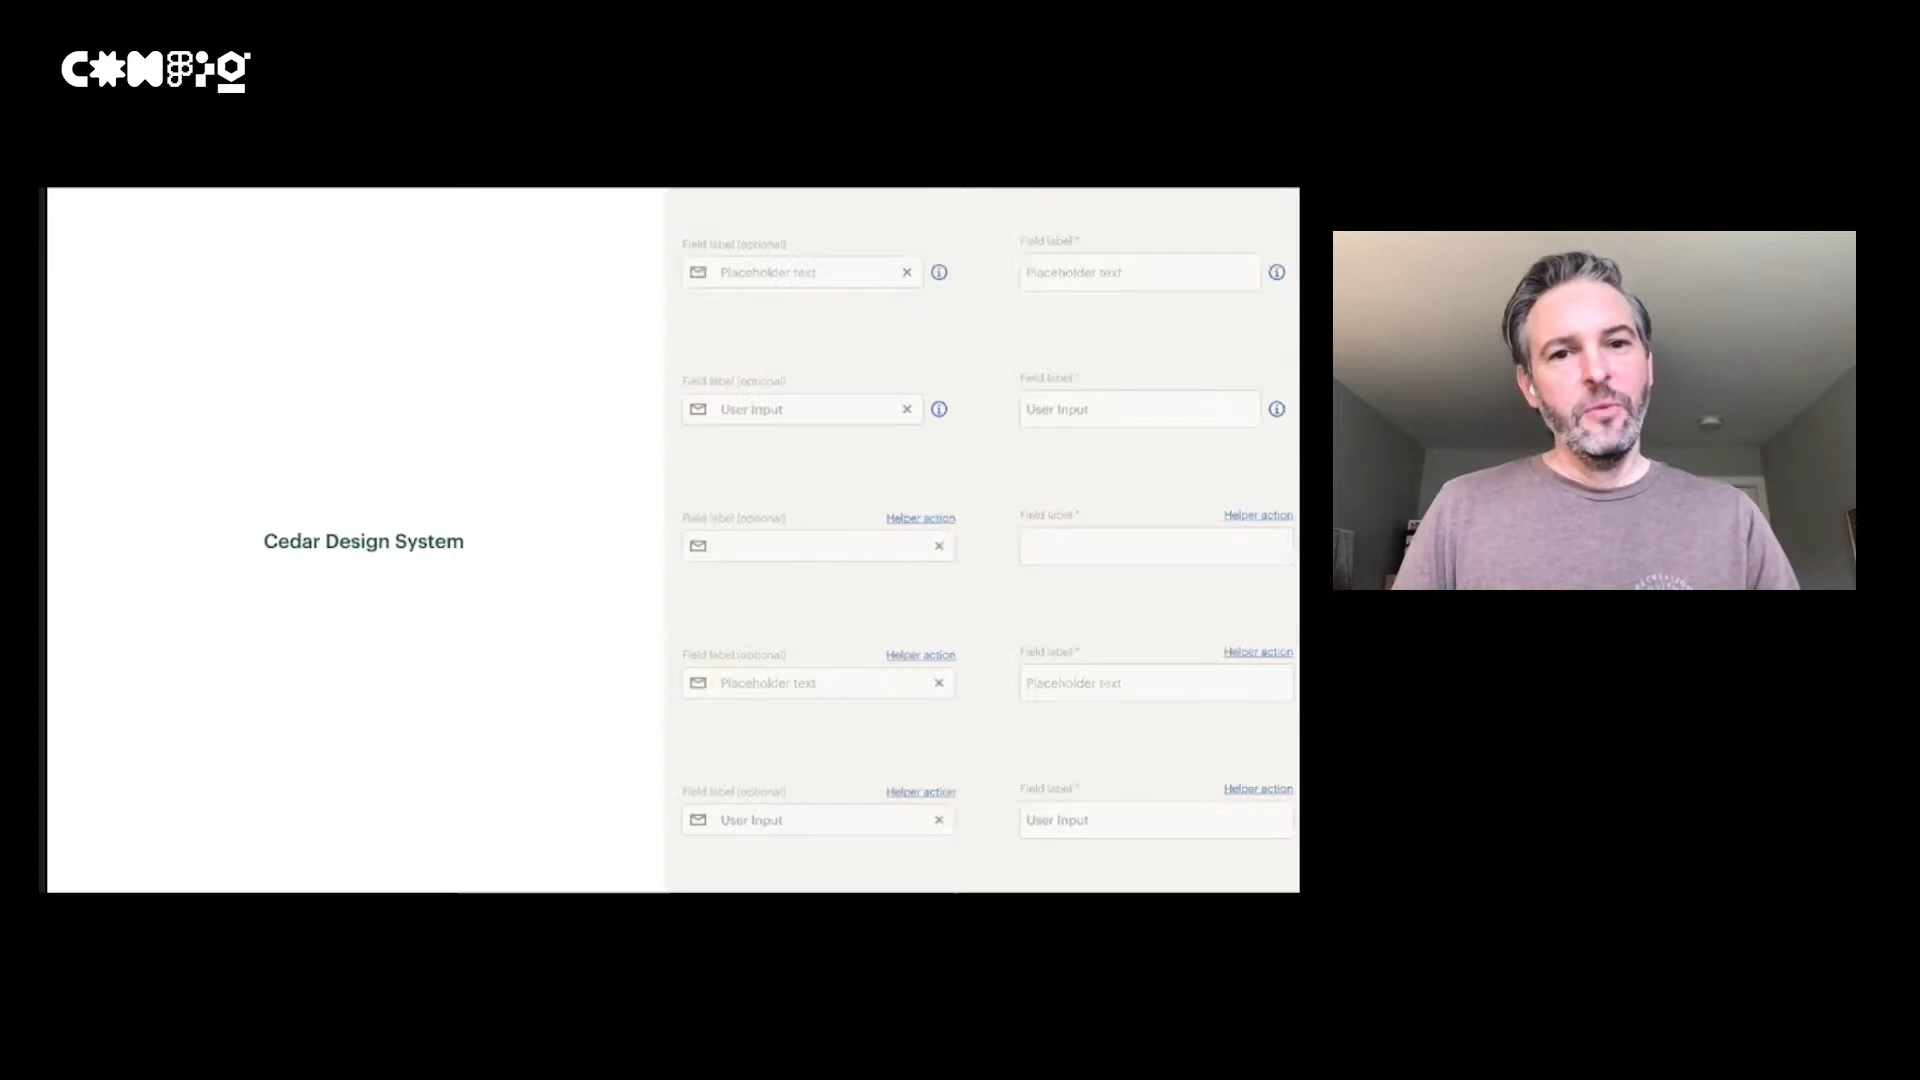 CONFIG
Cedar Design System
Field label (optional)
Placeholder text
Field label *
Placeholder text
Field label (optional)
User Input
Field label *
User Input
Field label (optional) Helper action
Field label * Helper action
Field label (optional) Helper action
Placeholder text
Field label * Helper action
Placeholder text
Field label (optional) Helper action
User Input
Field label * Helper action
User Input